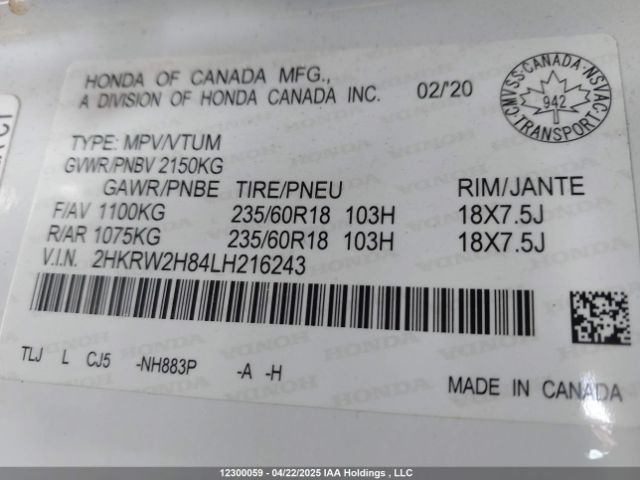 HONDA OF CANADA MFG.,
A DIVISION OF HONDA CANADA INC. 02/'20
CMVSS-CANADA-NSVAC
942
TRANSPORT
TYPE: MPV/VTUM
GVWR/PNBV 2150KG
GAWR/PNBE TIRE/PNEU RIM/JANTE
F/AV 1100KG 235/60R18 103H 18X7.5J
R/AR 1075KG 235/60R18 103H 18X7.5J
V.I.N. 2HKRW2H84LH216243
TLJ L CJ5 -NH883P -A -H
MADE IN CANADA
12300059 - 04/22/2025 IAA Holdings , LLC